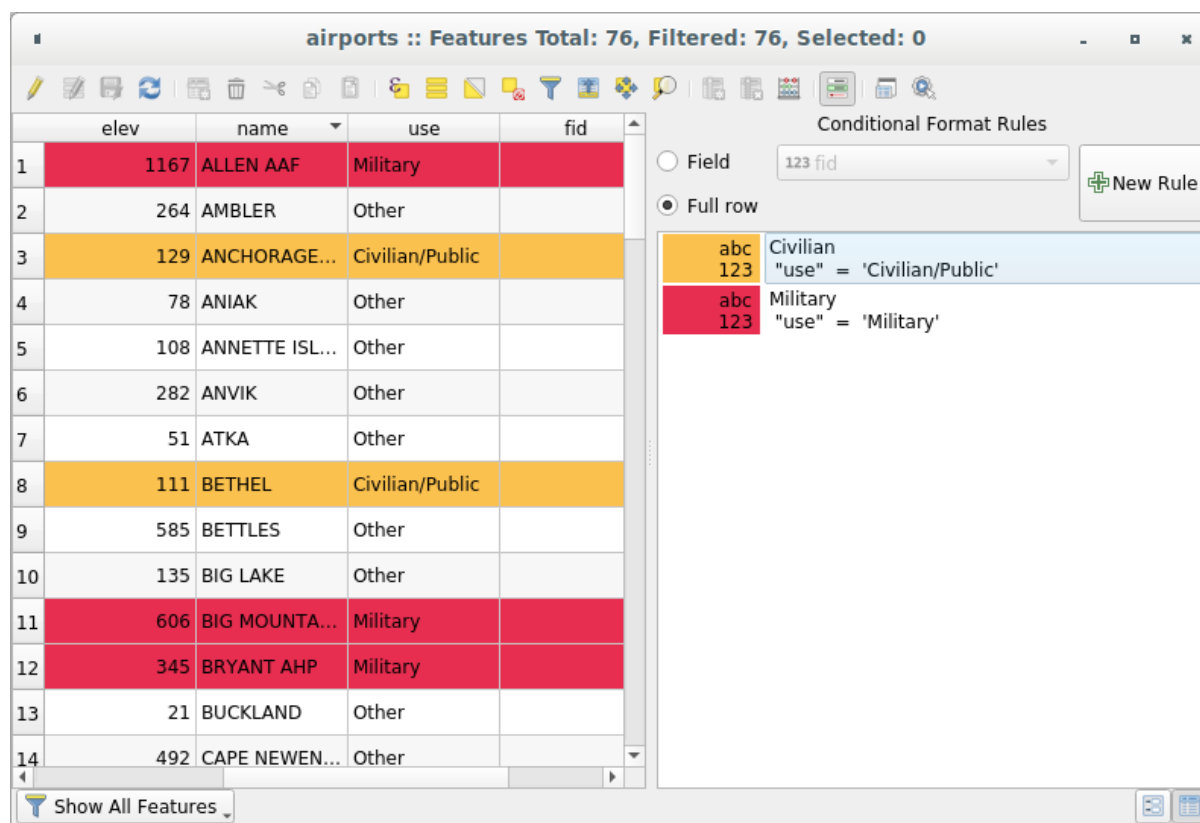 airports :: Features Total: 76, Filtered: 76, Selected: 0
elev name use fid
1 1167 ALLEN AAF Military
2 264 AMBLER Other
3 129 ANCHORAGE... Civilian/Public
4 78 ANIAK Other
5 108 ANNETTE ISL... Other
6 282 ANVIK Other
7 51 ATKA Other
8 111 BETHEL Civilian/Public
9 585 BETTLES Other
10 135 BIG LAKE Other
11 606 BIG MOUNTA... Military
12 345 BRYANT AHP Military
13 21 BUCKLAND Other
14 492 CAPE NEWEN... Other
Show All Features
Conditional Format Rules
Field 123 fid
New Rule
Full row
abc Civilian
123 "use" = 'Civilian/Public'
abc Military
123 "use" = 'Military'